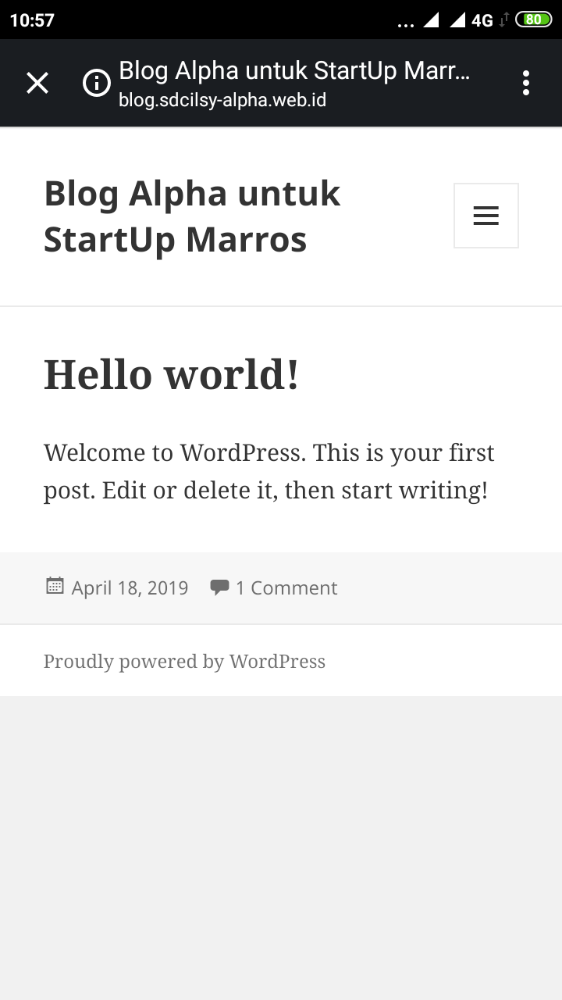 10:57
... 4G 80
Blog Alpha untuk StartUp Marr...
blog.sdcilsy-alpha.web.id
Blog Alpha untuk
StartUp Marros
Hello world!
Welcome to WordPress. This is your first
post. Edit or delete it, then start writing!
April 18, 2019 1 Comment
Proudly powered by WordPress